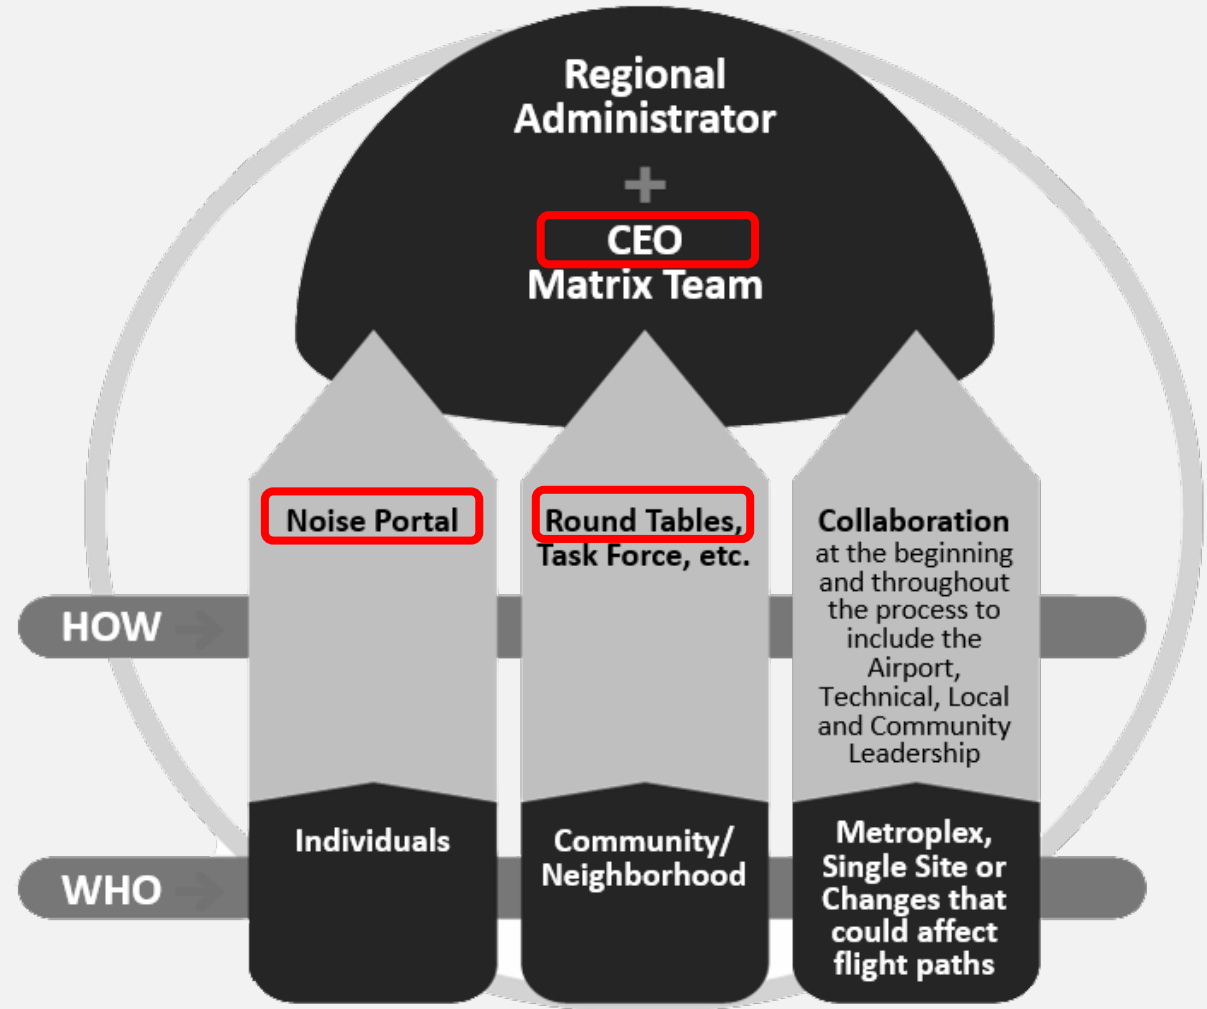 Regional
Administrator
+
CEO
Matrix Team
Noise Portal
Round Tables,
Task Force, etc.
Collaboration
at the beginning
and throughout
the process to
include the
Airport,
Technical, Local
and Community
Leadership
HOW
Individuals
Community/
Neighborhood
Metroplex,
Single Site or
Changes that
could affect
flight paths
WHO